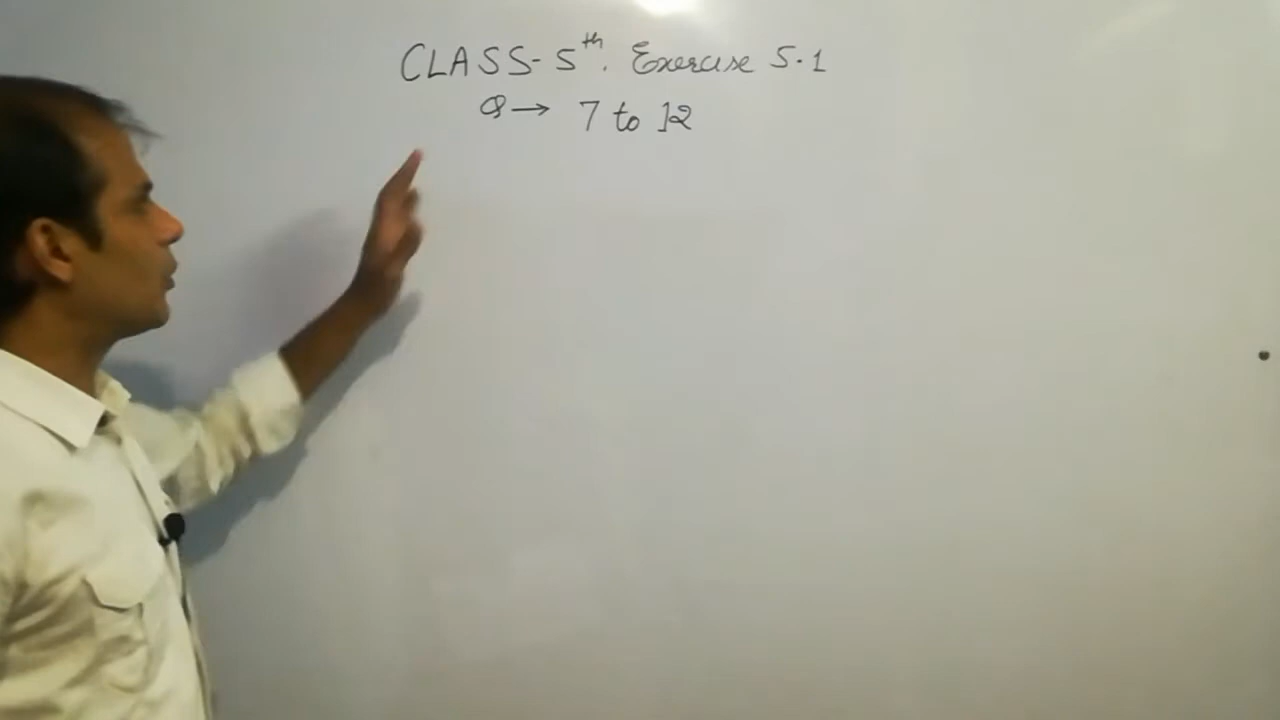 CLASS-5th. Exercise 5.1
Q→ 7 to 12